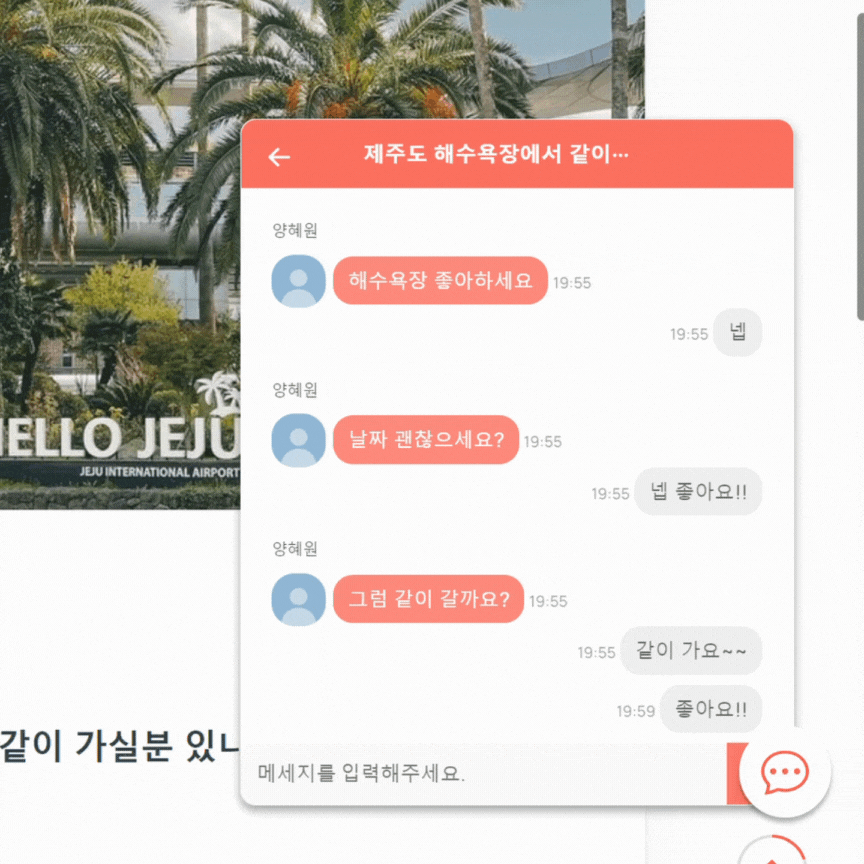 제주도 해수욕장에서 같이…
양혜원
해수욕장 좋아하세요 19:55
19:55 넵
양혜원
날짜 괜찮으세요? 19:55
19:55 넵 좋아요!!
양혜원
그럼 같이 갈까요? 19:55
19:55 같이 가요~~
19:59 좋아요!!
메세지를 입력해주세요.
HELLO JEJU
JEJU INTERNATIONAL AIRPORT
같이 가실분 있